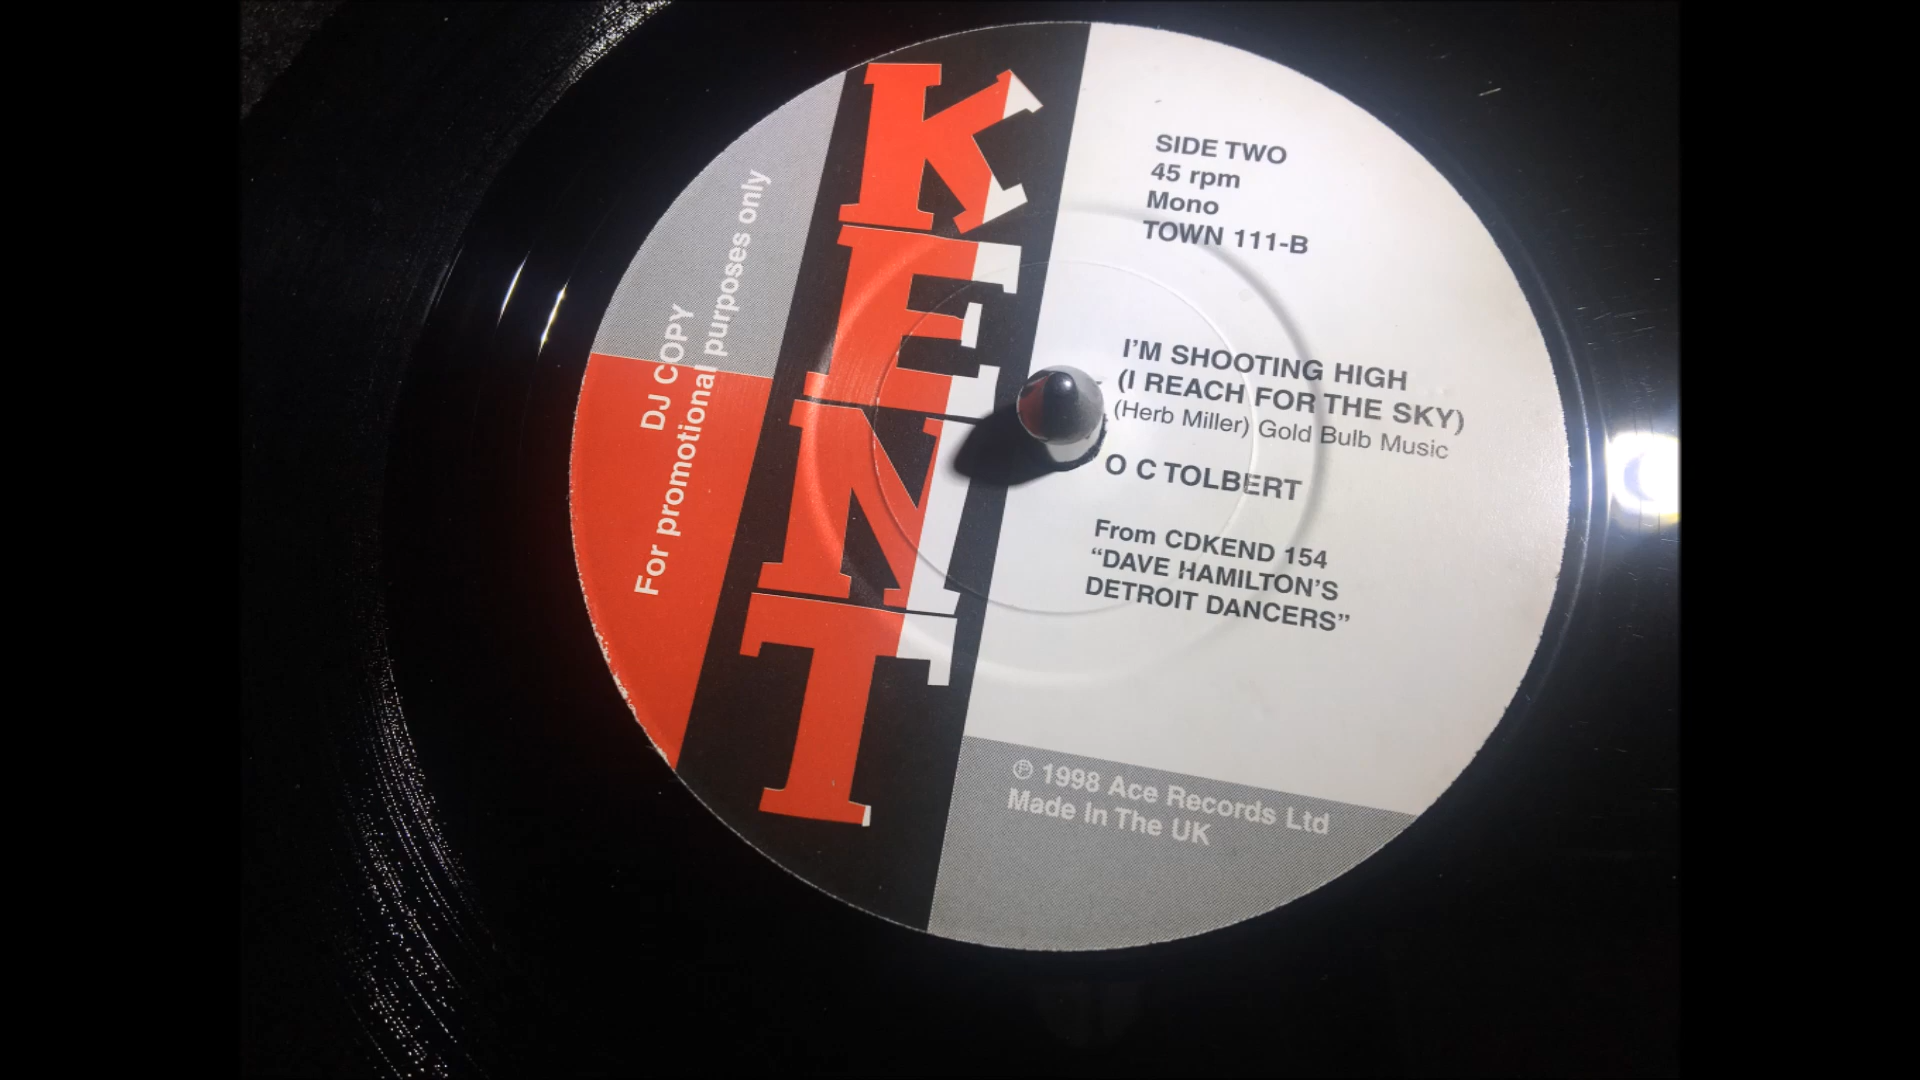 KENT
DJ COPY
For promotional purposes only
SIDE TWO
45 rpm
Mono
TOWN 111-B
I'M SHOOTING HIGH
(I REACH FOR THE SKY)
(Herb Miller) Gold Bulb Music
O C TOLBERT
From CDKEND 154
“DAVE HAMILTON'S
DETROIT DANCERS”
℗ 1998 Ace Records Ltd
Made In The UK